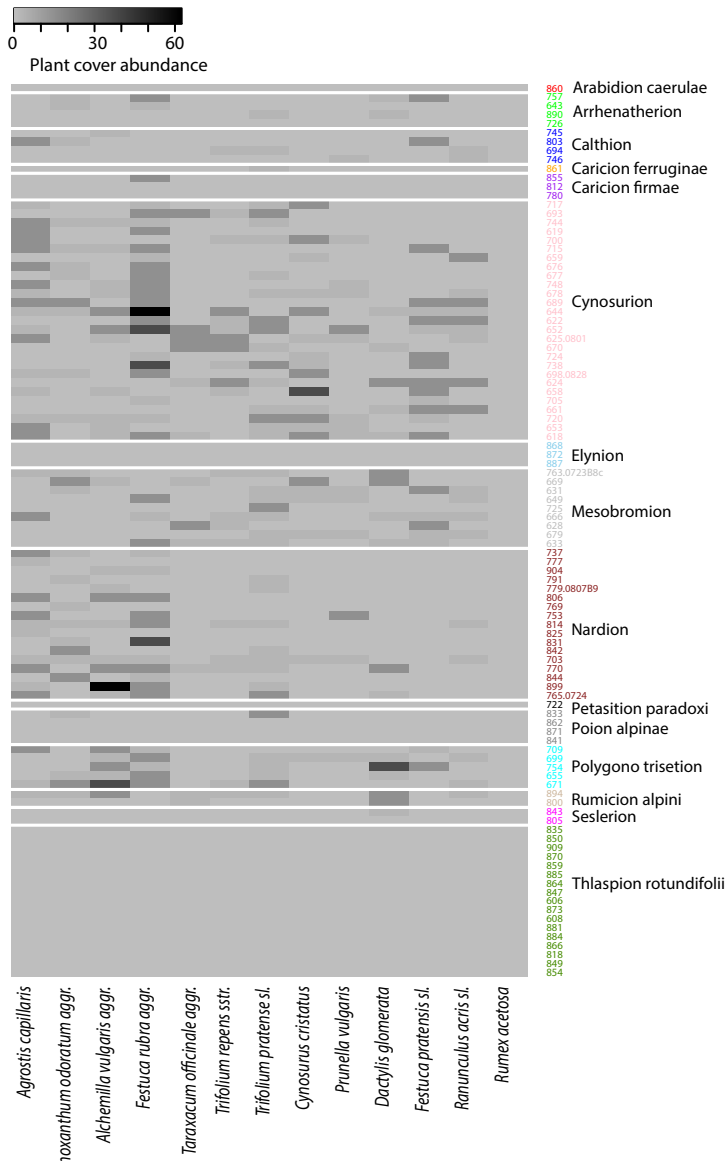 0 30 60
Plant cover abundance
860 Arabidion caerulae
757
643
890 Arrhenatherion
726
745
803
694 Calthion
746
861 Caricion ferruginae
855
812 Caricion firmae
780
717
693
744
619
700
715
659
676
677
748
678
689 Cynosurion
644
622
652
625.0801
670
724
738
698.0828
624
658
705
661
720
653
618
868
872 Elynion
887
763.0723B8c
669
631
649
725 Mesobromion
666
628
679
633
737
777
904
791
779.0807B9
806
769
753
814 Nardion
825
831
842
703
770
844
899
765.0724
722 Petasition paradoxi
833
862 Poion alpinae
871
841
709
699
754 Polygono trisetion
655
671
894 Rumicion alpini
800
843 Seslerion
805
835
850
909
870
859
885
864 Thlaspion rotundifolii
847
606
873
608
881
884
866
818
849
854
Agrostis capillaris
noxanthum odoratum aggr.
Alchemilla vulgaris aggr.
Festuca rubra aggr.
Taraxacum officinale aggr.
Trifolium repens sstr.
Trifolium pratense sl.
Cynosurus cristatus
Prunella vulgaris
Dactylis glomerata
Festuca pratensis sl.
Ranunculus acris sl.
Rumex acetosa